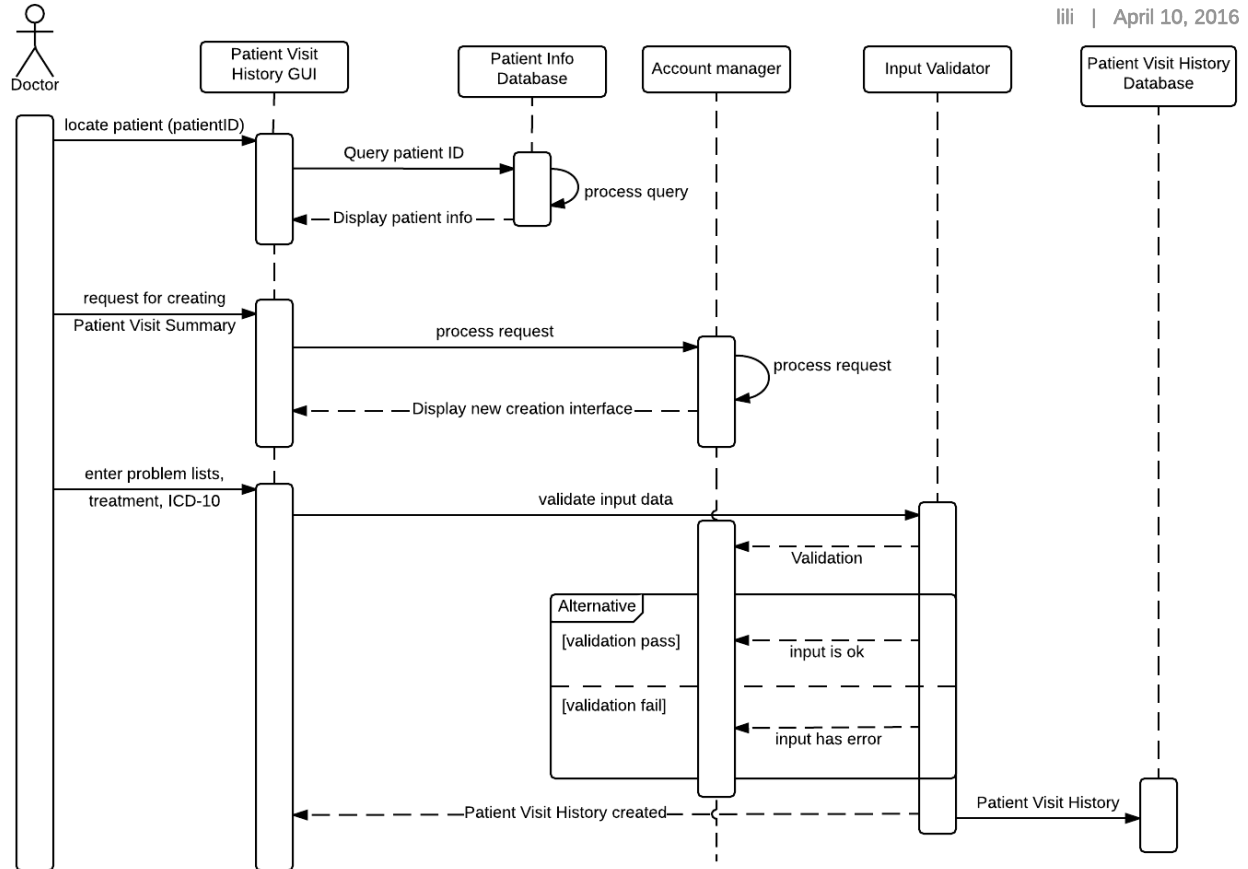 lili | April 10, 2016
Doctor
Patient Visit
History GUI
Patient Info
Database
Account manager
Input Validator
Patient Visit History
Database
locate patient (patientID)
Query patient ID
process query
Display patient info
request for creating
Patient Visit Summary
process request
process request
Display new creation interface
enter problem lists,
treatment, ICD-10
validate input data
Validation
Alternative
[validation pass]
input is ok
[validation fail]
input has error
Patient Visit History created
Patient Visit History